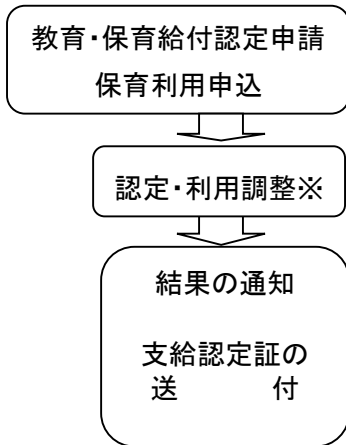 教育・保育給付認定申請
保育利用申込
認定・利用調整※
結果の通知
支給認定証の
送　　　付